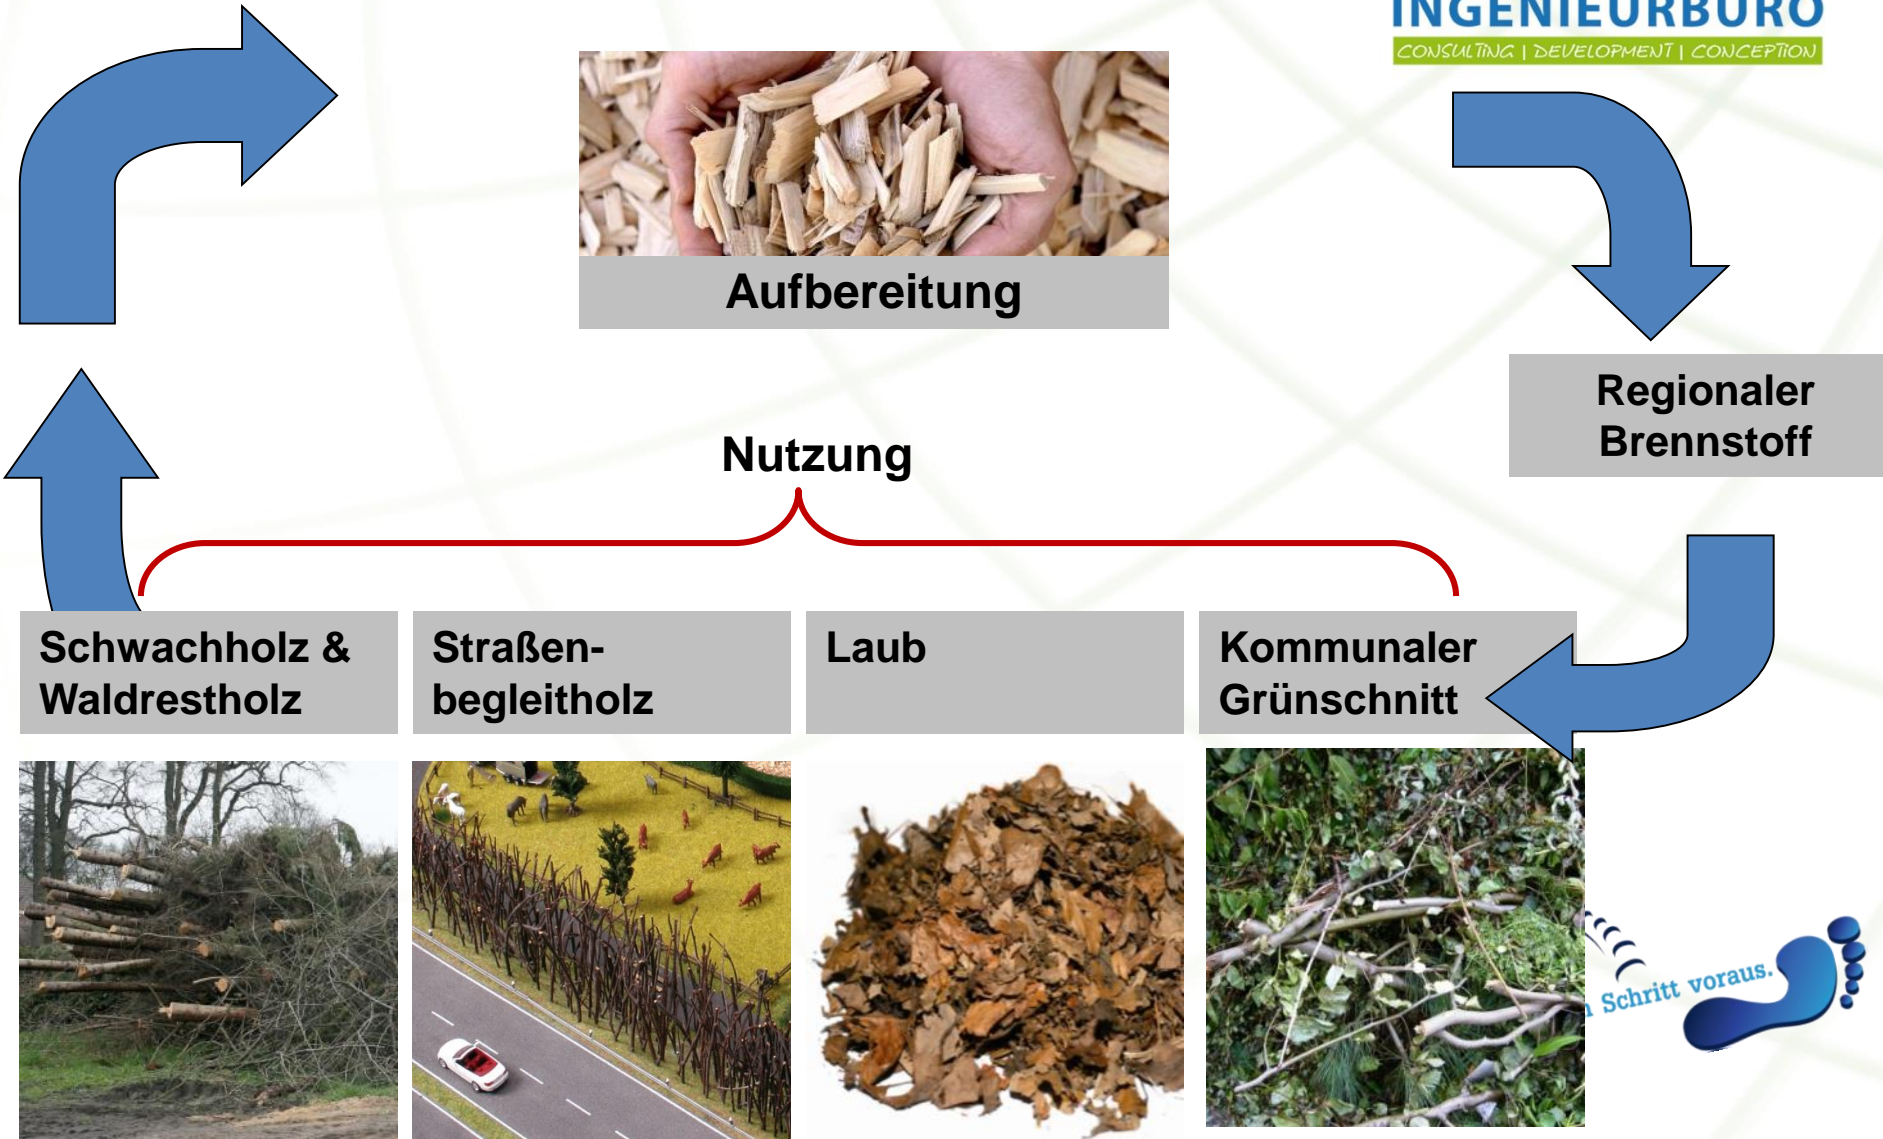 INGENIEURBÜRO
CONSULTING | DEVELOPMENT | CONCEPTION
Aufbereitung
Regionaler
Brennstoff
Nutzung
Schwachholz &
Waldrestholz
Straßen-
begleitholz
Laub
Kommunaler
Grünschnitt
Schritt voraus.